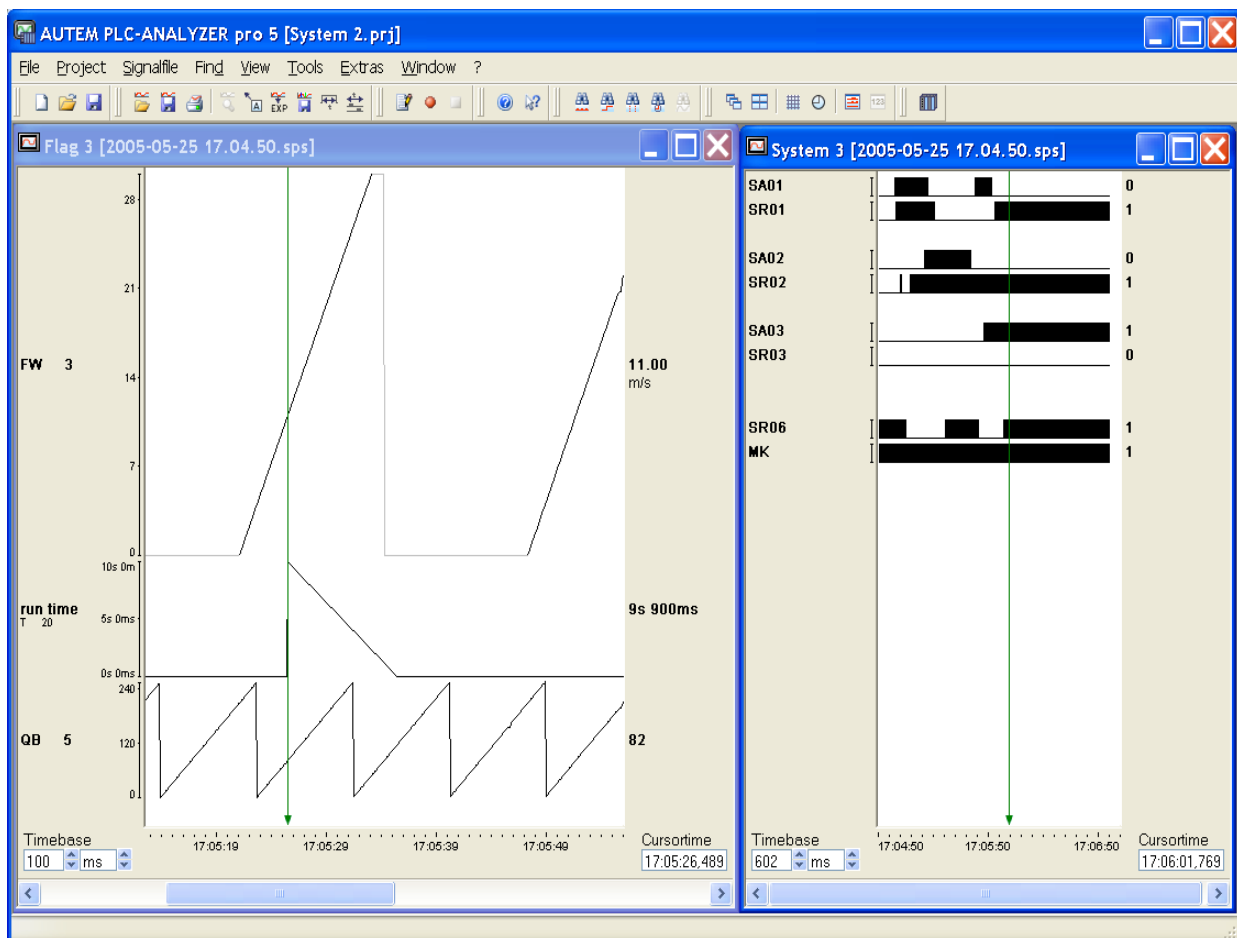 AUTEM PLC-ANALYZER pro 5 [System 2.prj]
File Project Signalfile Find View Tools Extras Window ?
A EXP 123
Flag 3 [2005-05-25 17.04.50.sps]
28
21
FW 3
14
7
0
11.00
m/s
10s 0m
run time
T 20
5s 0ms
0s 0ms
9s 900ms
240
QB 5
120
0
82
Timebase
100 ms
17:05:19 17:05:29 17:05:39 17:05:49
Cursortime
17:05:26,489
System 3 [2005-05-25 17.04.50.sps]
SA01 0
SR01 1
SA02 0
SR02 1
SA03 1
SR03 0
SR06 1
MK 1
Timebase
602 ms
17:04:50 17:05:50 17:06:50
Cursortime
17:06:01,769